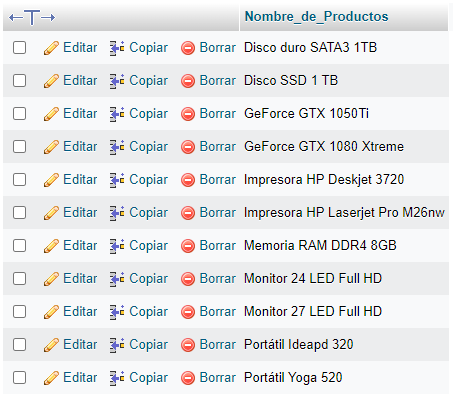 Nombre_de_Productos
Editar Copiar Borrar Disco duro SATA3 1TB
Editar Copiar Borrar Disco SSD 1 TB
Editar Copiar Borrar GeForce GTX 1050Ti
Editar Copiar Borrar GeForce GTX 1080 Xtreme
Editar Copiar Borrar Impresora HP Deskjet 3720
Editar Copiar Borrar Impresora HP Laserjet Pro M26nw
Editar Copiar Borrar Memoria RAM DDR4 8GB
Editar Copiar Borrar Monitor 24 LED Full HD
Editar Copiar Borrar Monitor 27 LED Full HD
Editar Copiar Borrar Portátil Ideapd 320
Editar Copiar Borrar Portátil Yoga 520